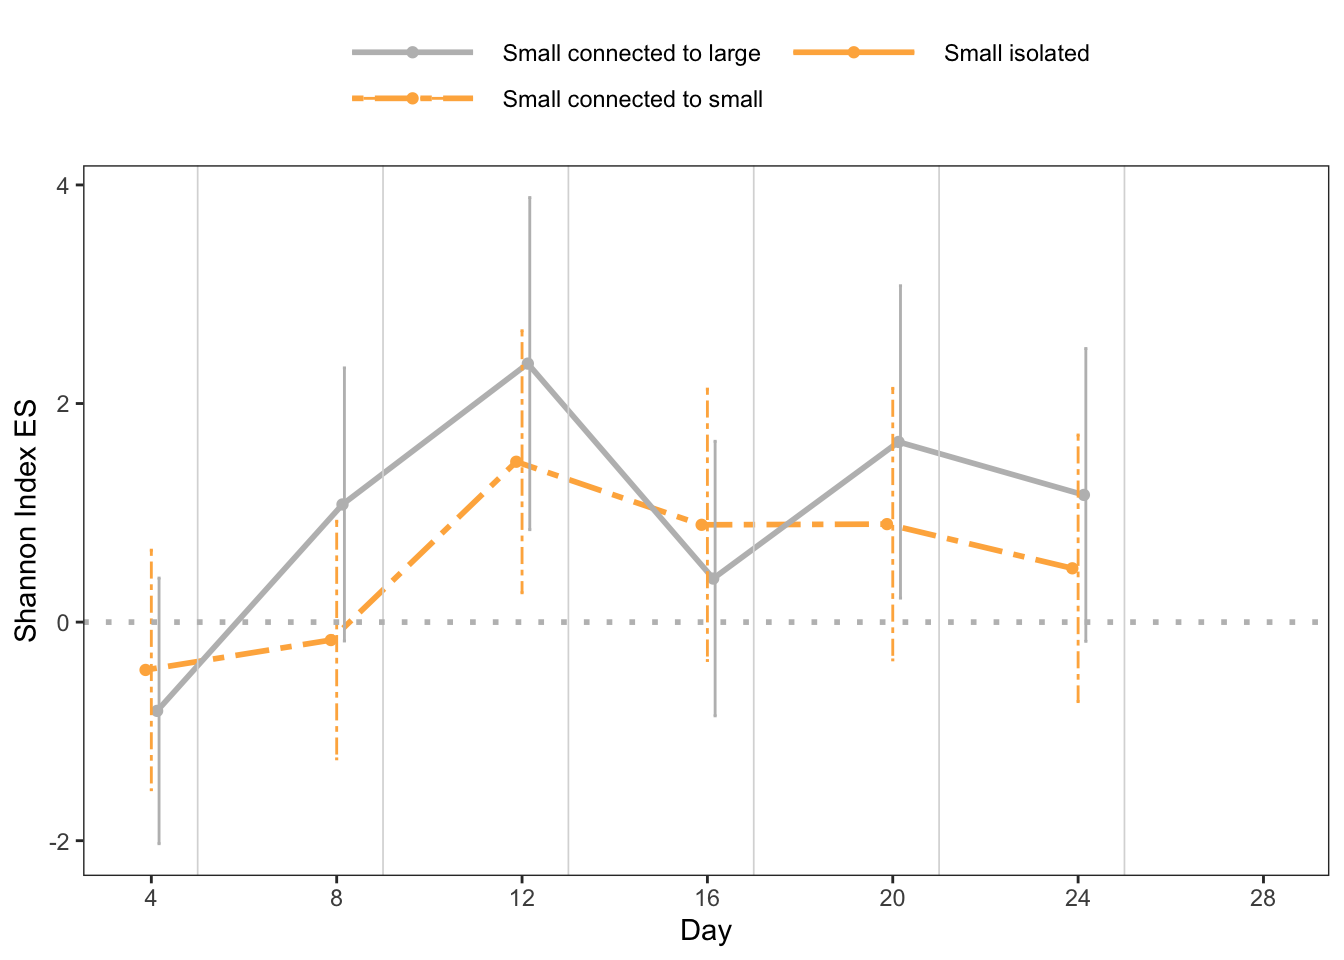 Small connected to large
Small isolated
Small connected to small
Shannon Index ES
4
2
0
-2
4
8
12
16
20
24
28
Day